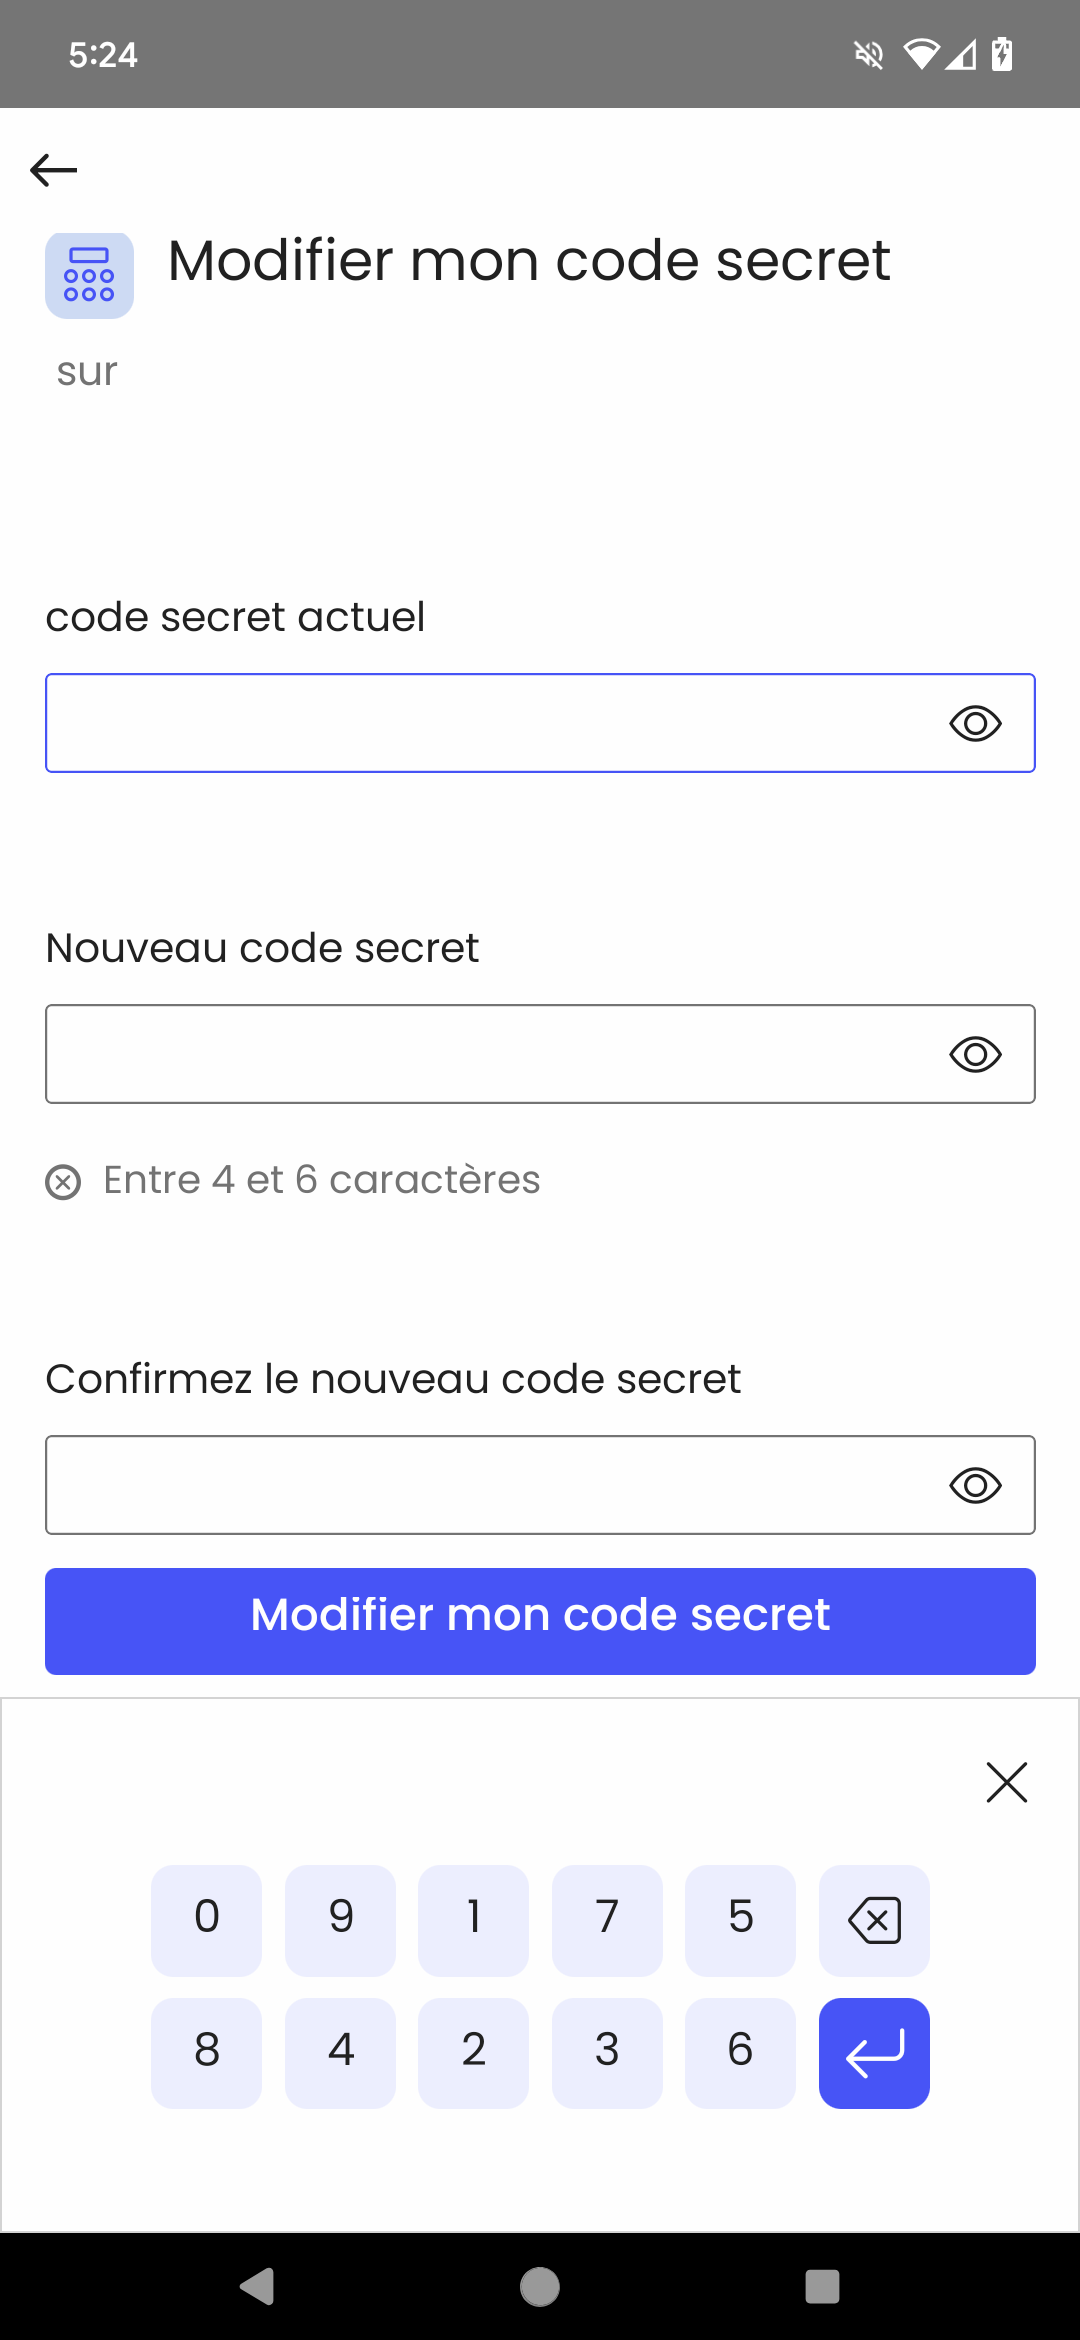 5:24
Modifier mon code secret
sur
code secret actuel
Nouveau code secret
Entre 4 et 6 caractères
Confirmez le nouveau code secret
Modifier mon code secret
0 9 1 7 5
8 4 2 3 6